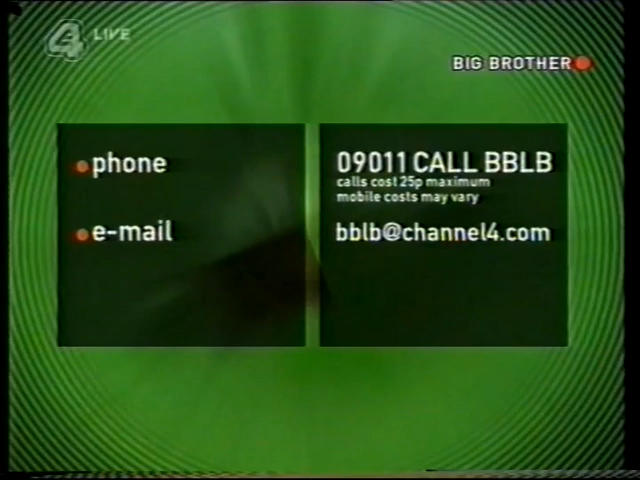 4 LIVE
BIG BROTHER
phone
09011 CALL BBLB
calls cost 25p maximum
mobile costs may vary
e-mail
bblb@channel4.com